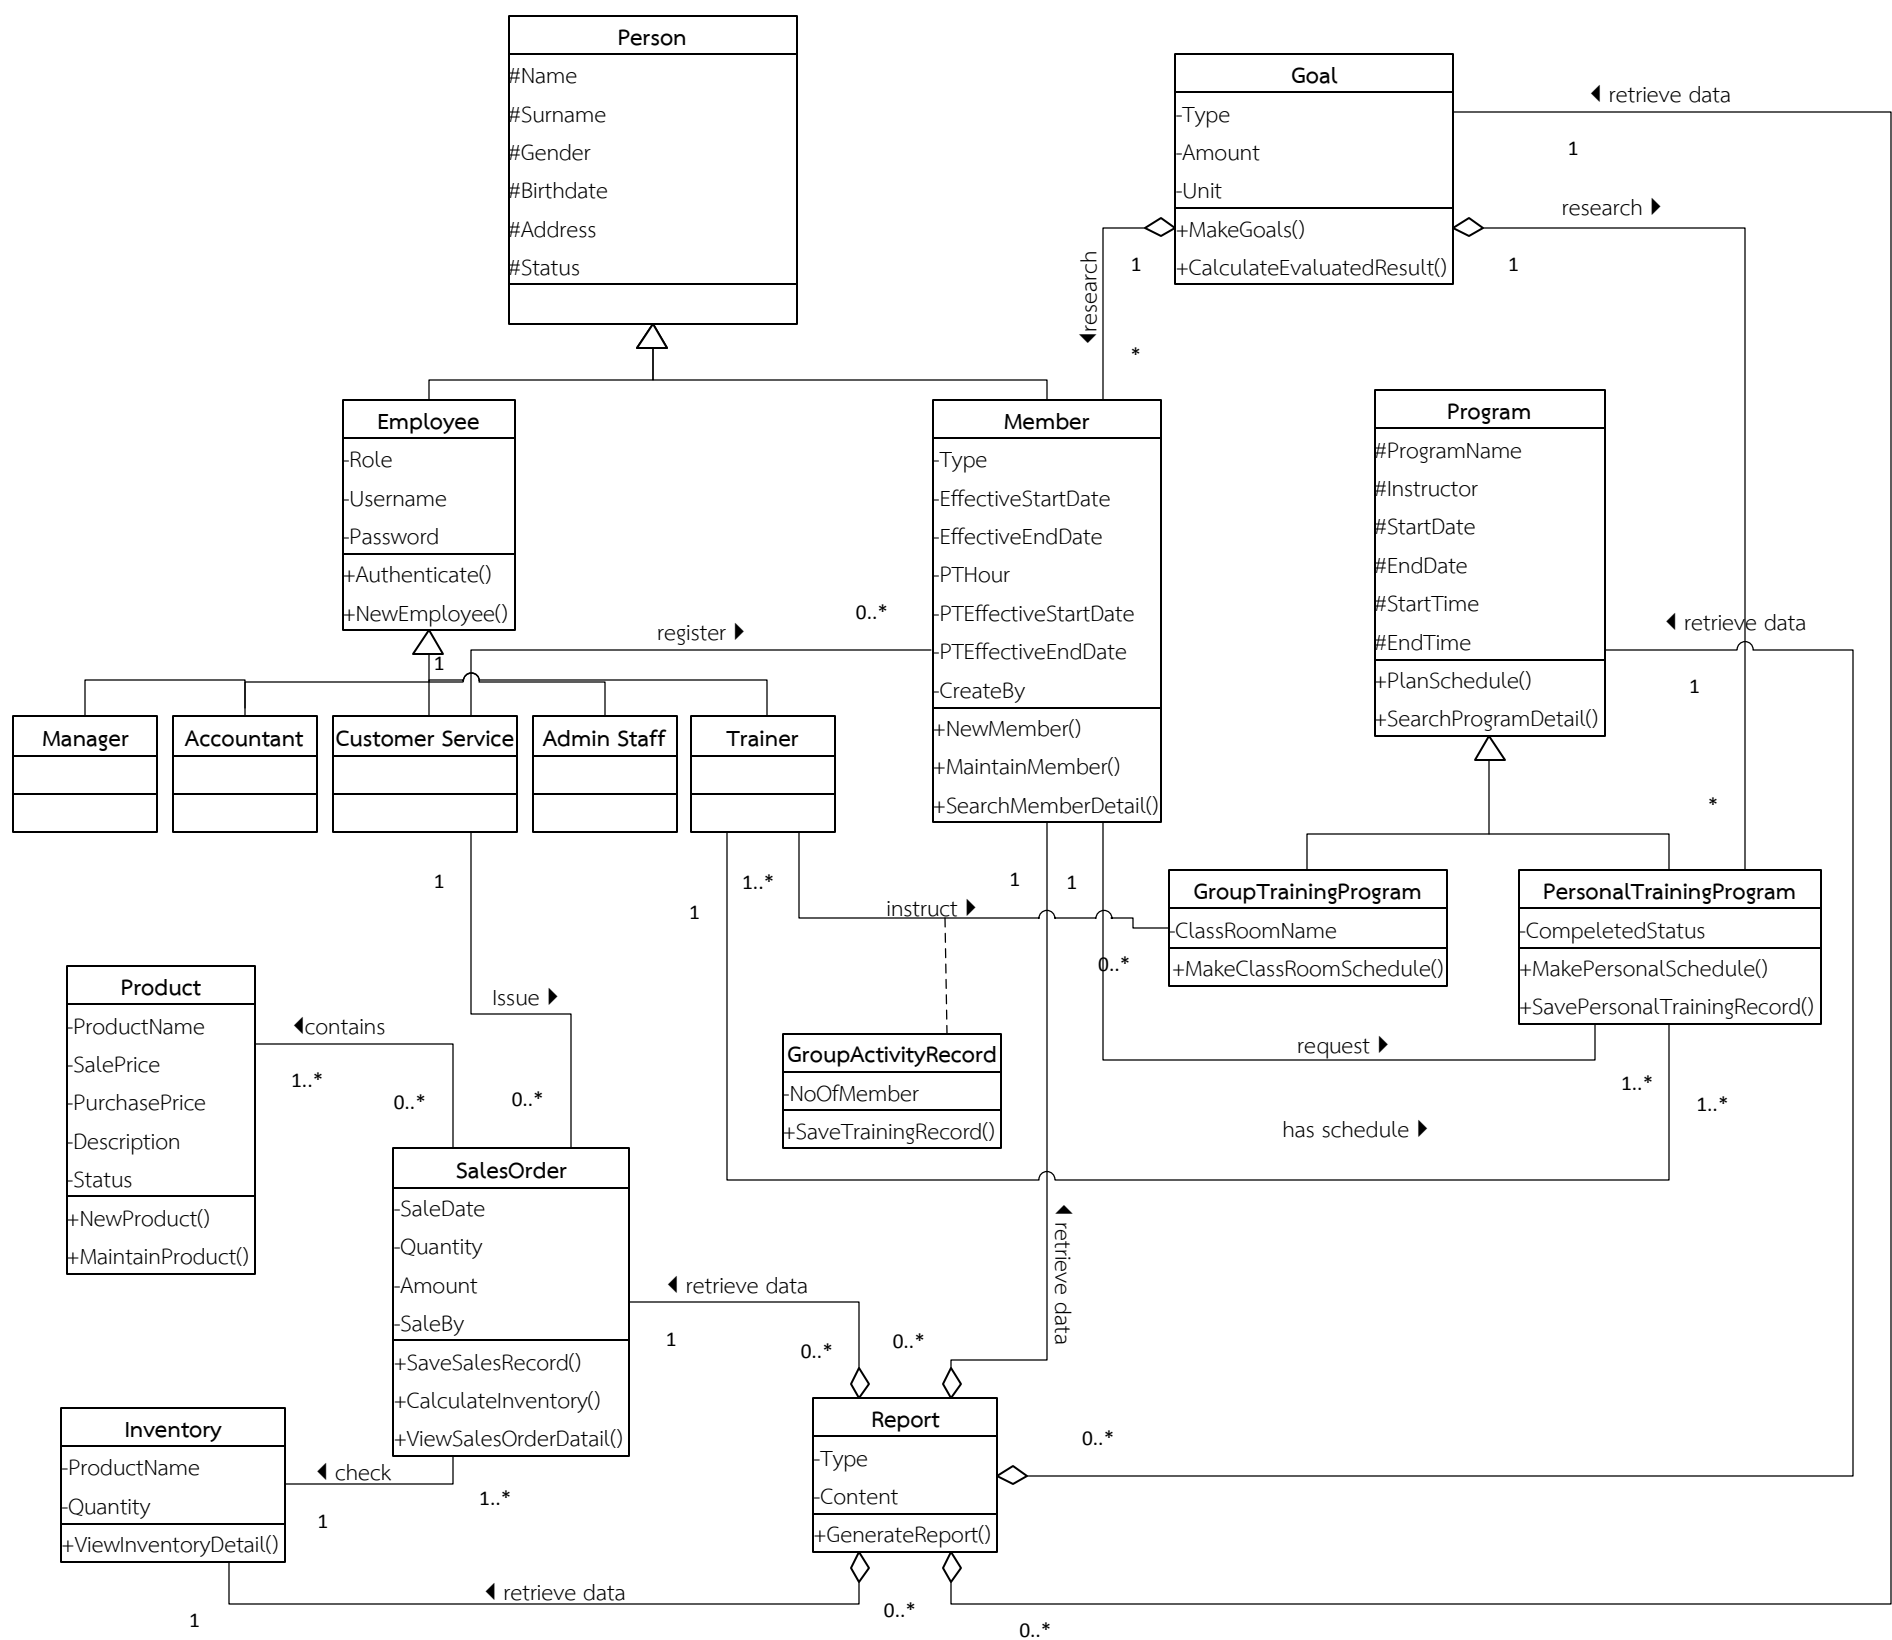 Person
#Name
#Surname
#Gender
#Birthdate
#Address
#Status
Goal
-Type
-Amount
-Unit
+MakeGoals()
+CalculateEvaluatedResult()
retrieve data
1
research
1
research
1
*
Employee
-Role
-Username
-Password
+Authenticate()
+NewEmployee()
Member
-Type
-EffectiveStartDate
-EffectiveEndDate
-PTHour
-PTEffectiveStartDate
-PTEffectiveEndDate
-CreateBy
+NewMember()
+MaintainMember()
+SearchMemberDetail()
Program
#ProgramName
#Instructor
#StartDate
#EndDate
#StartTime
#EndTime
+PlanSchedule()
+SearchProgramDetail()
retrieve data
1
*
register
0..*
1
Manager
Accountant
Customer Service
Admin Staff
Trainer
1
1
1..*
instruct
1
1
0..*
GroupTrainingProgram
-ClassRoomName
+MakeClassRoomSchedule()
PersonalTrainingProgram
-CompeletedStatus
+MakePersonalSchedule()
+SavePersonalTrainingRecord()
Product
-ProductName
-SalePrice
-PurchasePrice
-Description
-Status
+NewProduct()
+MaintainProduct()
contains
1..*
0..*
Issue
0..*
GroupActivityRecord
-NoOfMember
+SaveTrainingRecord()
request
1..*
1..*
has schedule
SalesOrder
-SaleDate
-Quantity
-Amount
-SaleBy
+SaveSalesRecord()
+CalculateInventory()
+ViewSalesOrderDatail()
retrieve data
1
0..*
0..*
retrieve data
Inventory
-ProductName
-Quantity
+ViewInventoryDetail()
check
1..*
1
Report
-Type
-Content
+GenerateReport()
0..*
retrieve data
1
0..*
0..*